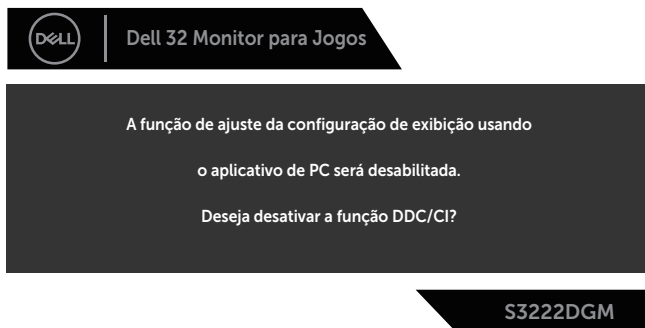 DELL
Dell 32 Monitor para Jogos
A função de ajuste da configuração de exibição usando
o aplicativo de PC será desabilitada.
Deseja desativar a função DDC/CI?
S3222DGM